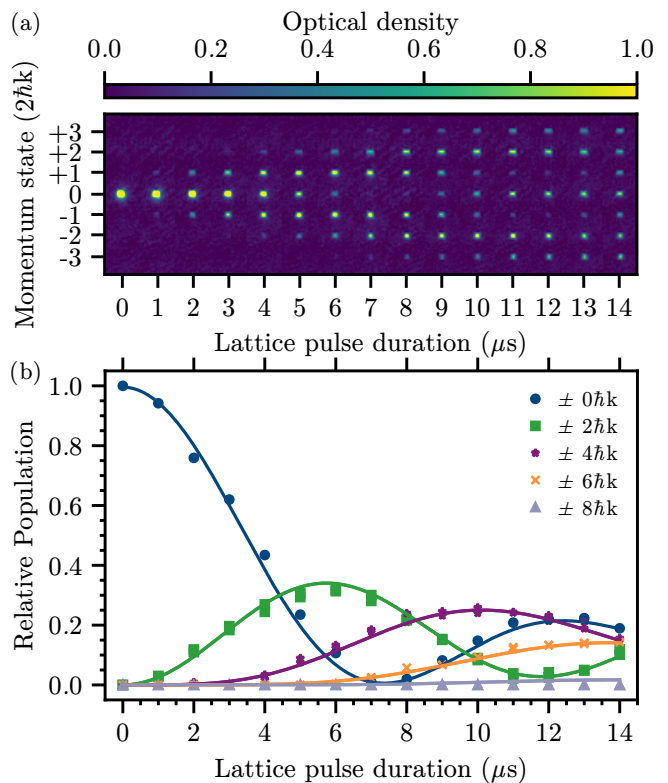 (a)
Optical density
0.0 0.2 0.4 0.6 0.8 1.0
Momentum state (2ħk)
+3
+2
+1
0
-1
-2
-3
0 1 2 3 4 5 6 7 8 9 10 11 12 13 14
Lattice pulse duration (μs)
(b)
Relative Population
1.0
0.8
0.6
0.4
0.2
0.0
± 0ħk
± 2ħk
± 4ħk
± 6ħk
± 8ħk
0 2 4 6 8 10 12 14
Lattice pulse duration (μs)